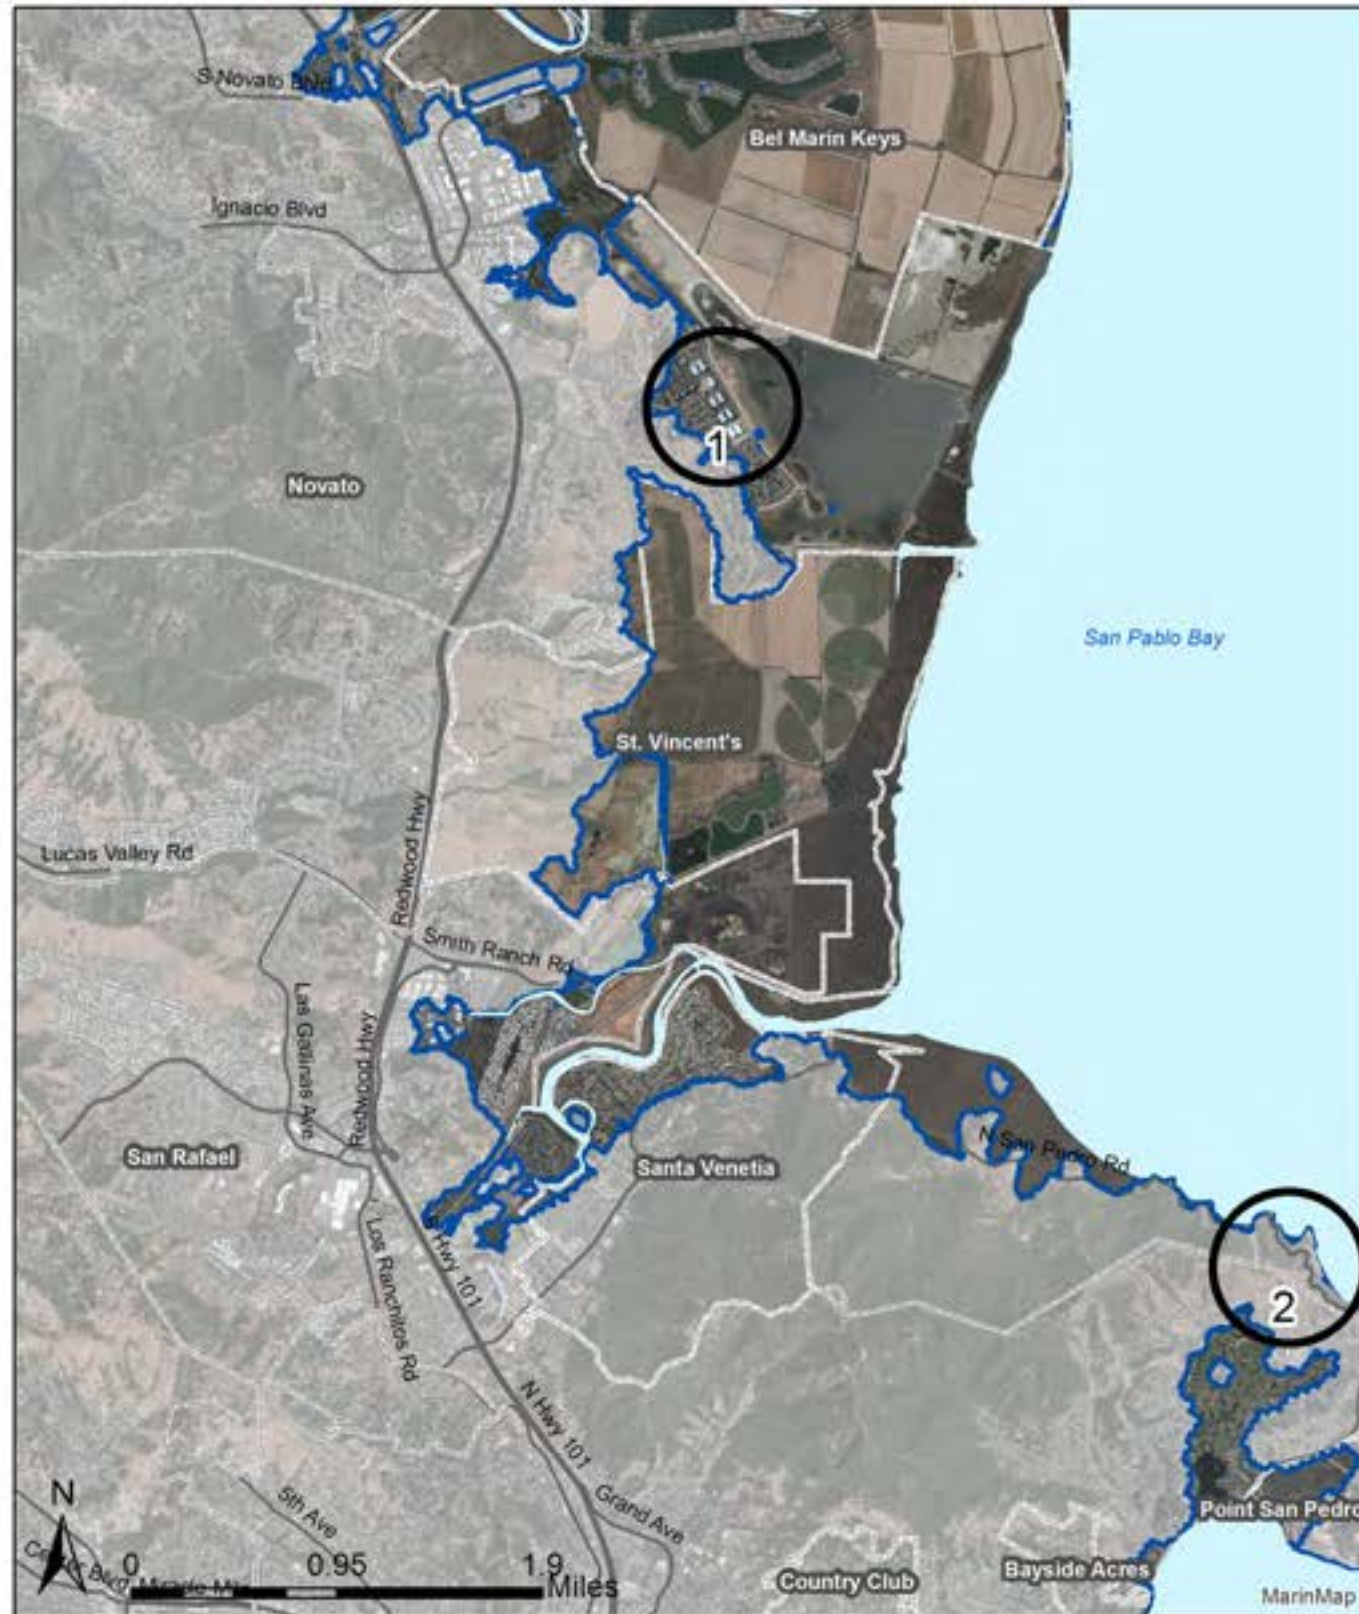 S Novato Blvd
Bel Marin Keys
Ignacio Blvd
1
Novato
San Pablo Bay
St. Vincent's
Redwood Hwy
Lucas Valley Rd
Smith Ranch Rd
Las Gallinas Ave
Redwood Hwy
N San Pedro Rd
San Rafael
Santa Venetia
S Hwy 101
Los Ranchitos Rd
2
N Hwy 101
N
5th Ave
Grand Ave
Point San Pedro
0 0.95 1.9 Miles
Country Club
Bayside Acres
MarinMap